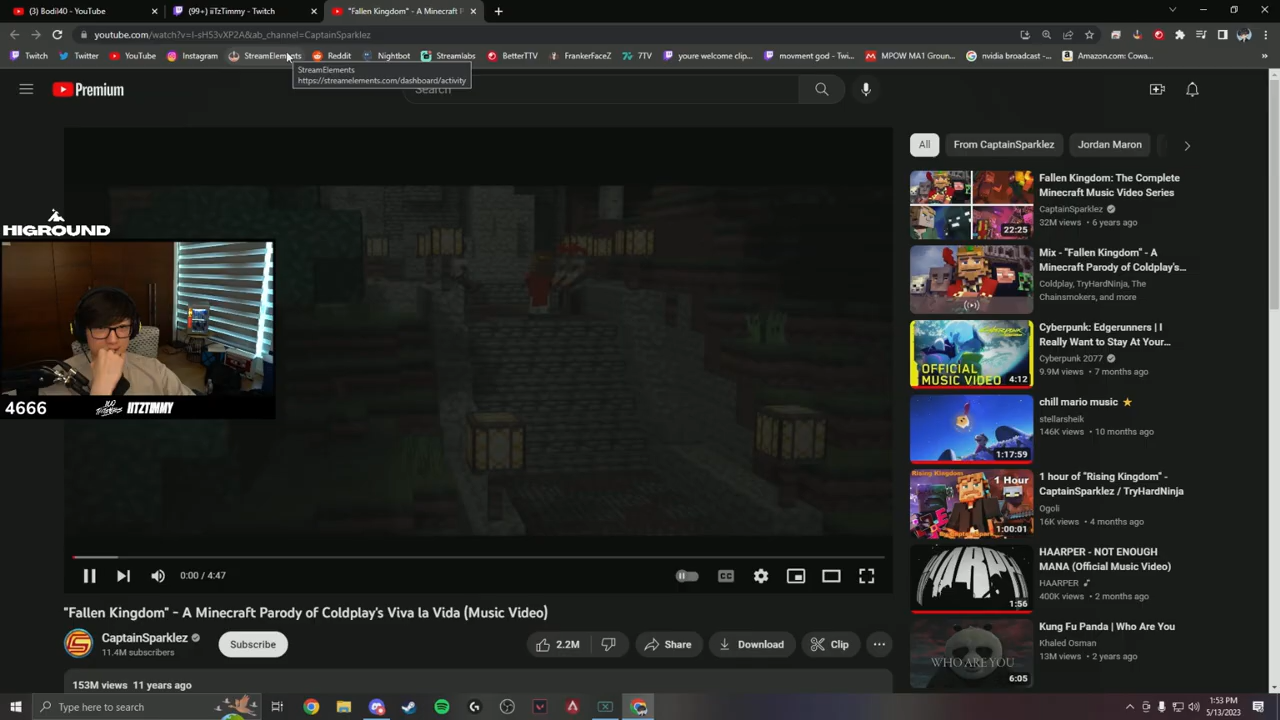 (3) Bodil40 - YouTube
(99+) iiTzTimmy - Twitch
"Fallen Kingdom" - A Minecraft P
youtube.com/watch?v=I-sH53vXP2A&ab_channel=CaptainSparklez
Twitch
Twitter
YouTube
Instagram
StreamElements
Reddit
Nightbot
Streamlabs
BetterTTV
FrankerFaceZ
7TV
youre welcome clip...
movment god - Twi...
MPOW MA1 Groun...
nvidia broadcast -...
Amazon.com: Cowa...
StreamElements
https://streamelements.com/dashboard/activity
Premium
Search
All
From CaptainSparklez
Jordan Maron
HIGROUND
4666
IITZTIMMY
Fallen Kingdom: The Complete
Minecraft Music Video Series
CaptainSparklez
32M views • 6 years ago
22:25
Mix - "Fallen Kingdom" - A
Minecraft Parody of Coldplay's...
Coldplay, TryHardNinja, The
Chainsmokers, and more
Cyberpunk: Edgerunners | I
Really Want to Stay At Your...
Cyberpunk 2077
9.9M views • 7 months ago
OFFICIAL
MUSIC VIDEO
4:12
chill mario music
stellarsheik
146K views • 10 months ago
1:17:59
1 hour of "Rising Kingdom" -
CaptainSparklez / TryHardNinja
Ogoli
16K views • 4 months ago
Rising Kingdom
1 Hour
1:00:01
HAARPER - NOT ENOUGH
MANA (Official Music Video)
HAARPER
400K views • 2 months ago
1:56
Kung Fu Panda | Who Are You
Khaled Osman
13M views • 2 years ago
WHO ARE YOU
6:05
0:00 / 4:47
"Fallen Kingdom" - A Minecraft Parody of Coldplay's Viva la Vida (Music Video)
CaptainSparklez
11.4M subscribers
Subscribe
2.2M
Share
Download
Clip
153M views 11 years ago
Type here to search
1:53 PM
5/13/2023